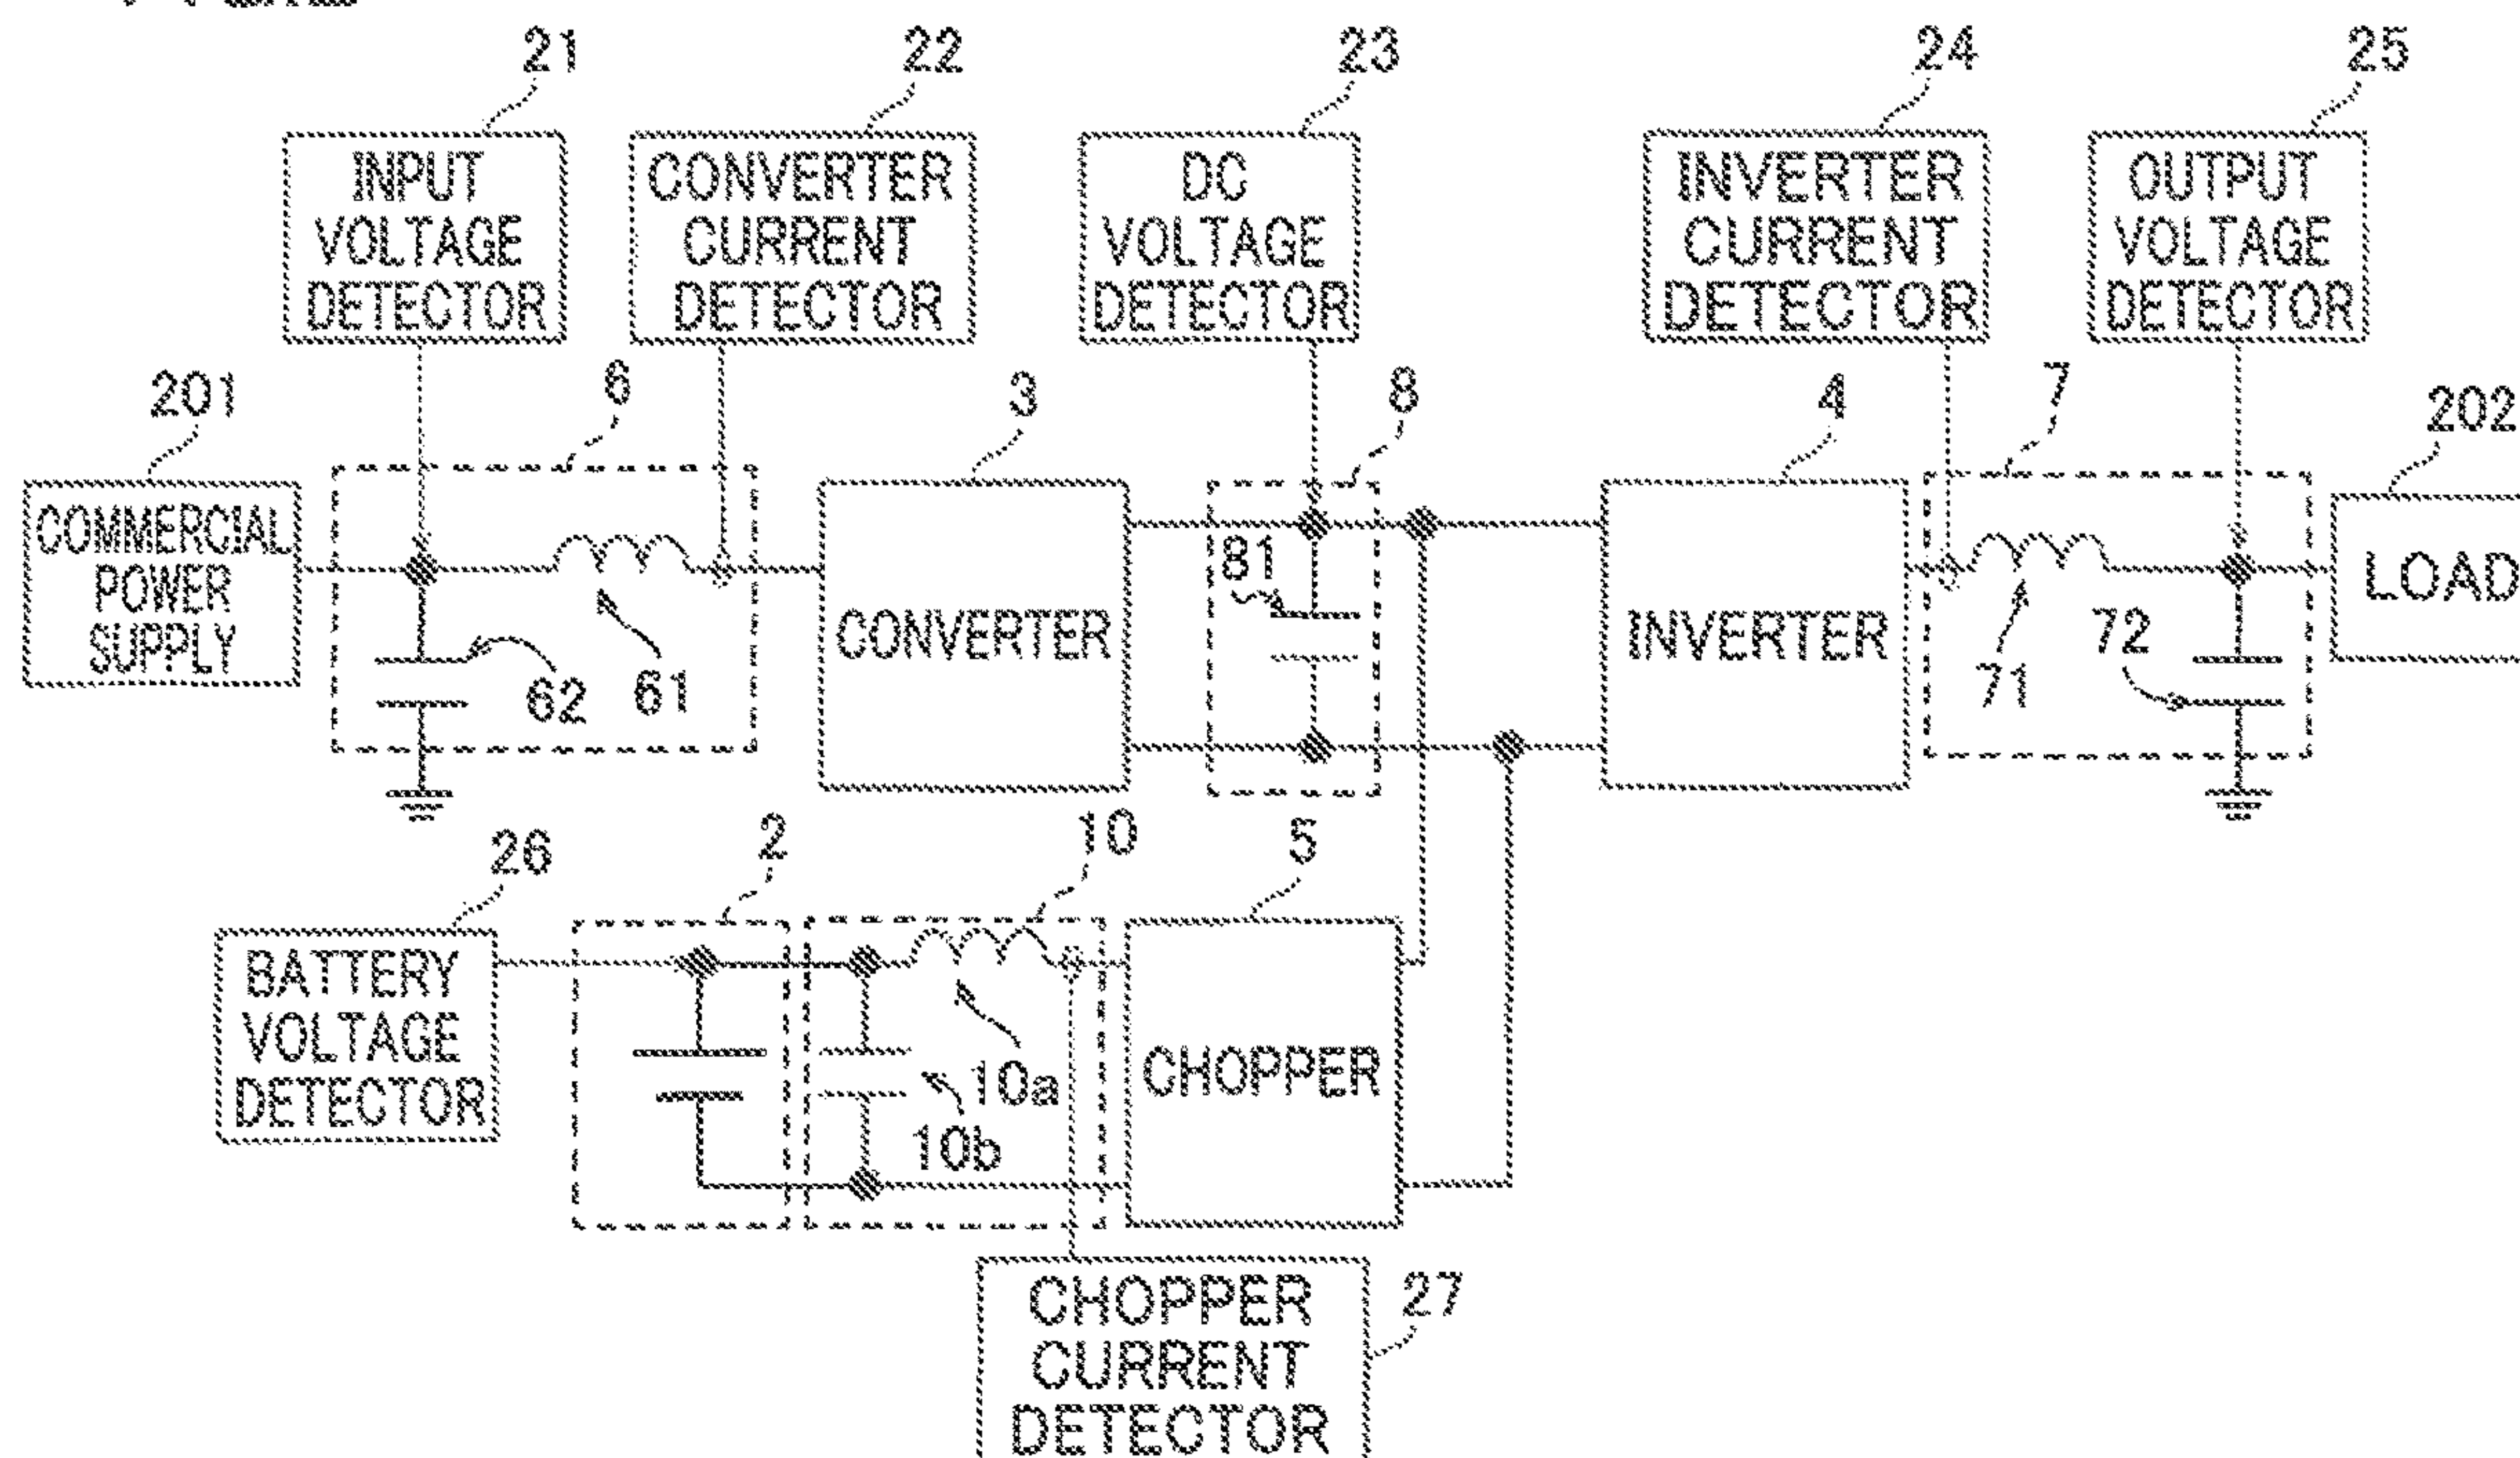 21
22
23
24
25
INPUT
VOLTAGE
DETECTOR
CONVERTER
CURRENT
DETECTOR
DC
VOLTAGE
DETECTOR
INVERTER
CURRENT
DETECTOR
OUTPUT
VOLTAGE
DETECTOR
201
6
3
8
4
7
202
COMMERCIAL
POWER
SUPPLY
62
61
CONVERTER
81
INVERTER
71
72
LOAD
26
2
10
5
BATTERY
VOLTAGE
DETECTOR
10a
10b
CHOPPER
CHOPPER
CURRENT
DETECTOR
27